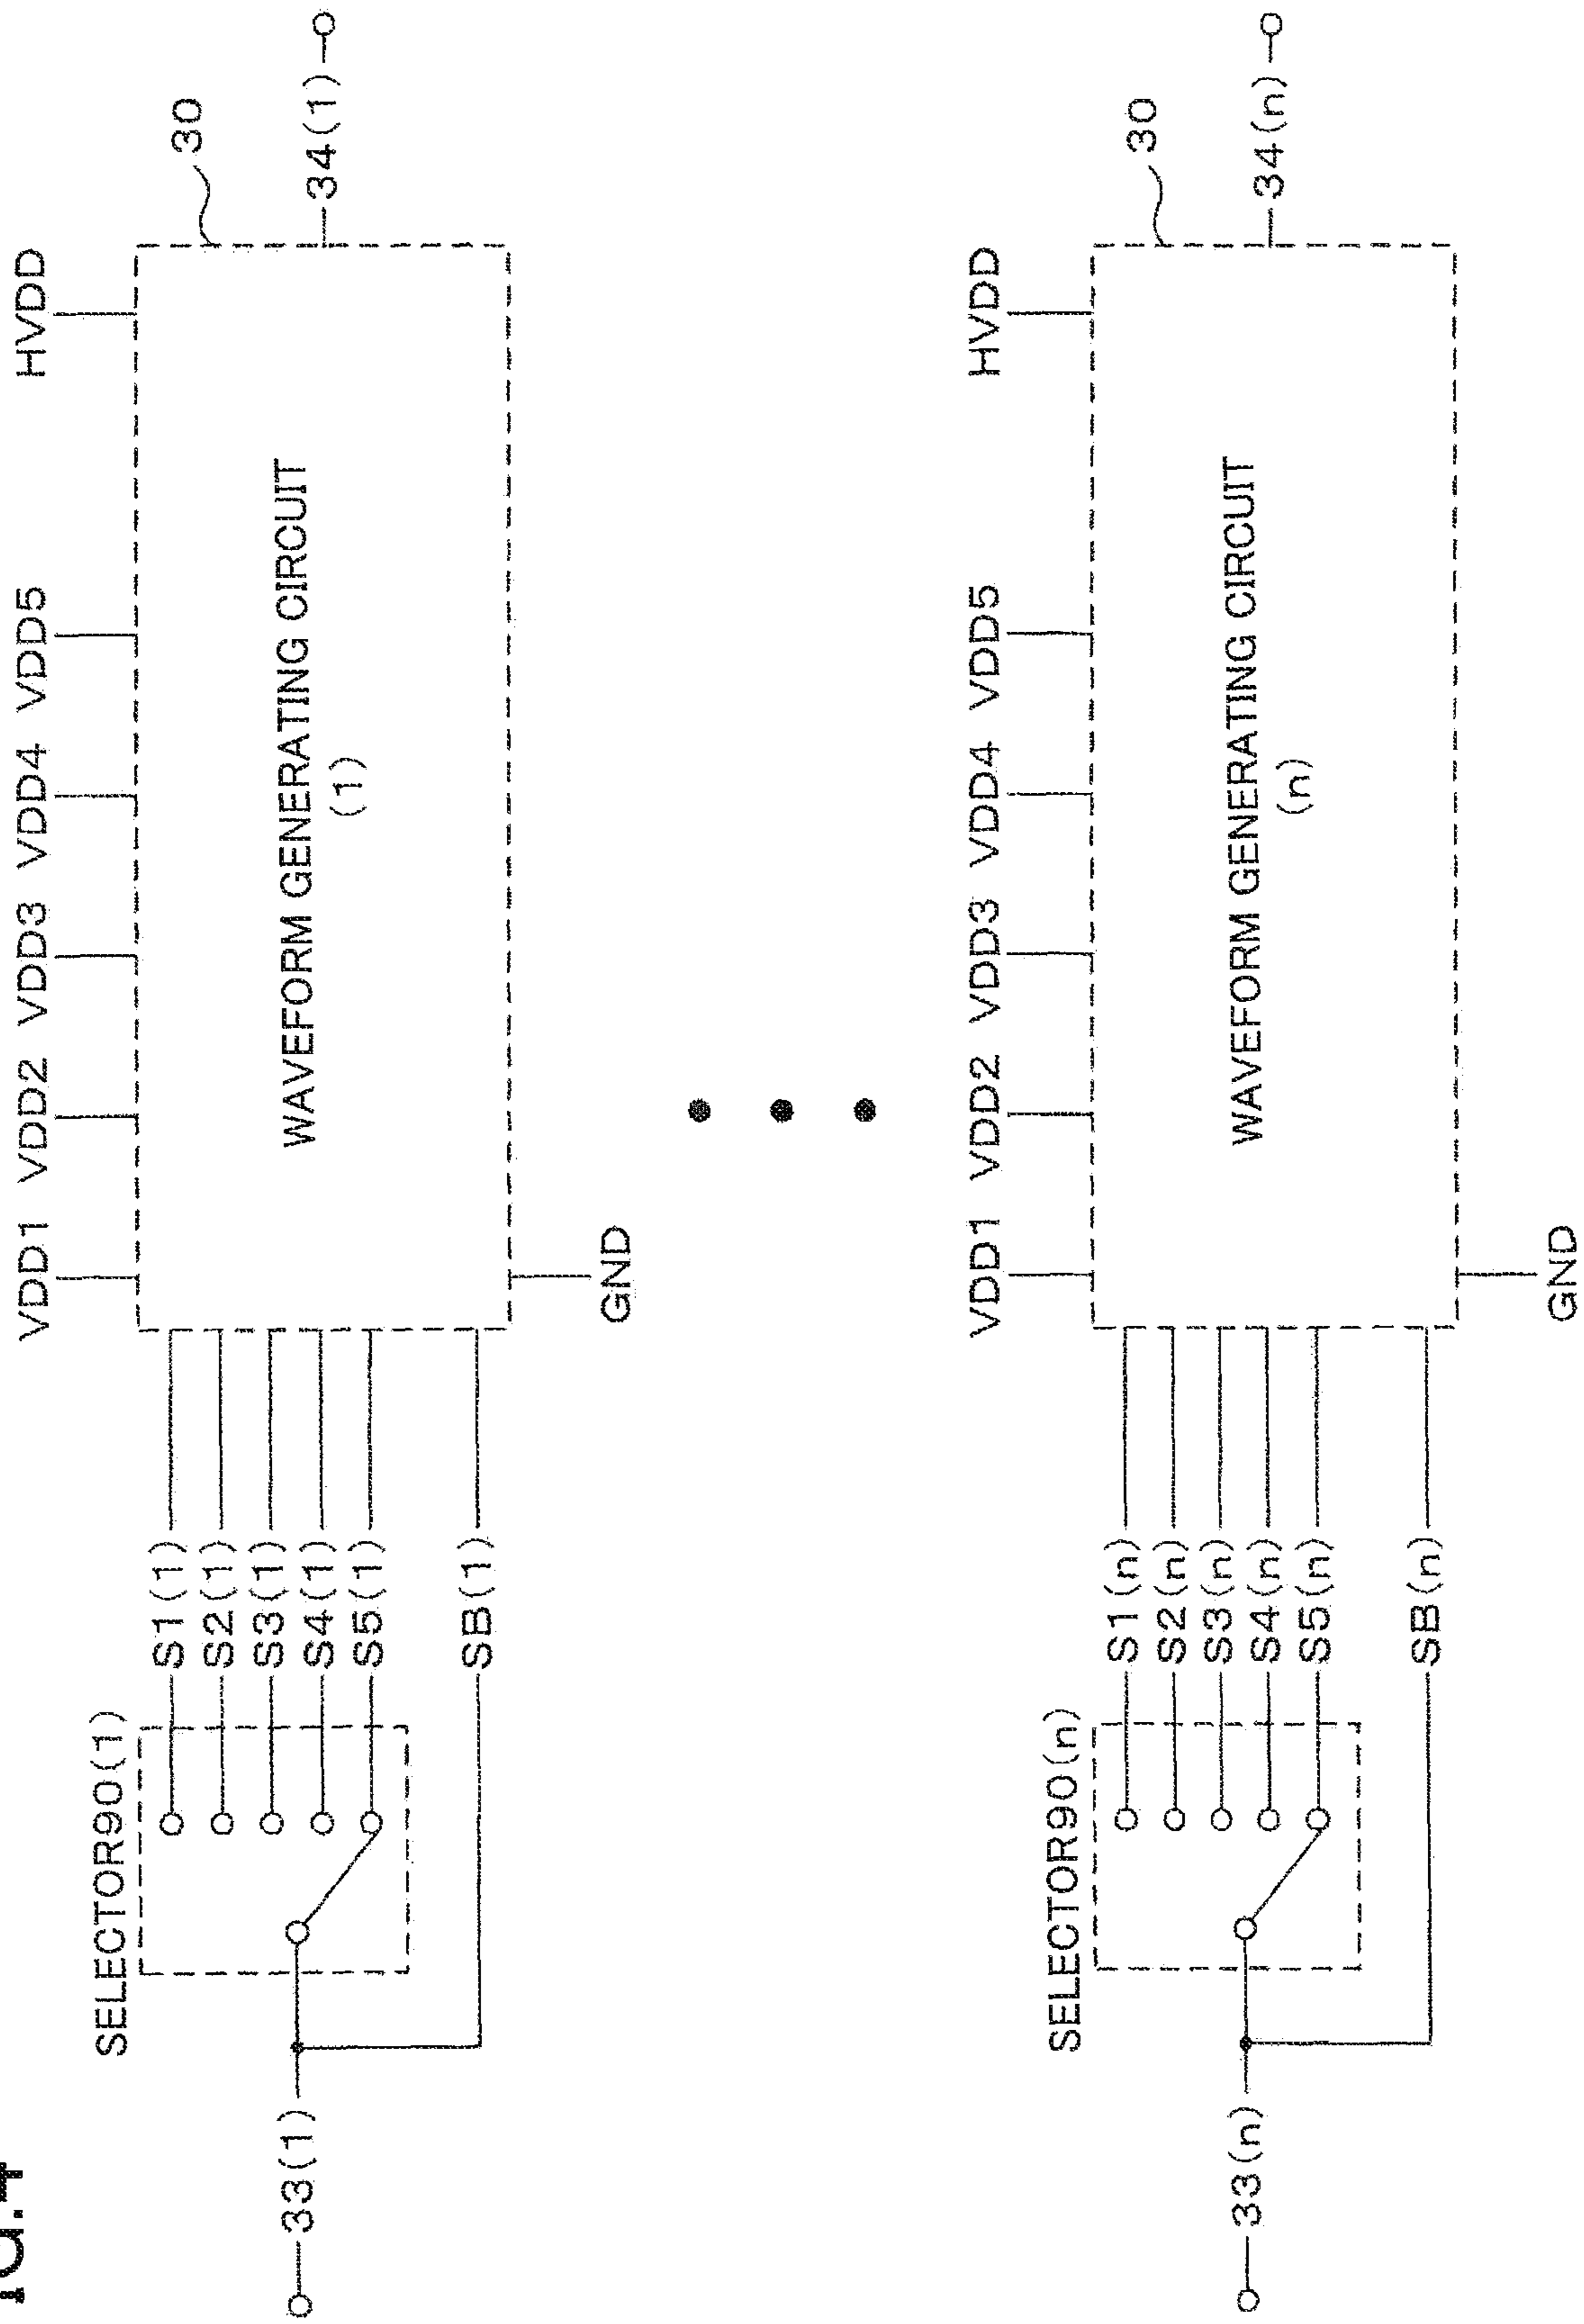 HVDD
VDD1 VDD2 VDD3 VDD4 VDD5
30
SELECTOR90(1)
S1(1)
S2(1)
S3(1)
S4(1)
S5(1)
SB(1)
33(1)
WAVEFORM GENERATING CIRCUIT
(1)
34(1)
GND
HVDD
VDD1 VDD2 VDD3 VDD4 VDD5
30
SELECTOR90(n)
S1(n)
S2(n)
S3(n)
S4(n)
S5(n)
SB(n)
33(n)
WAVEFORM GENERATING CIRCUIT
(n)
34(n)
GND